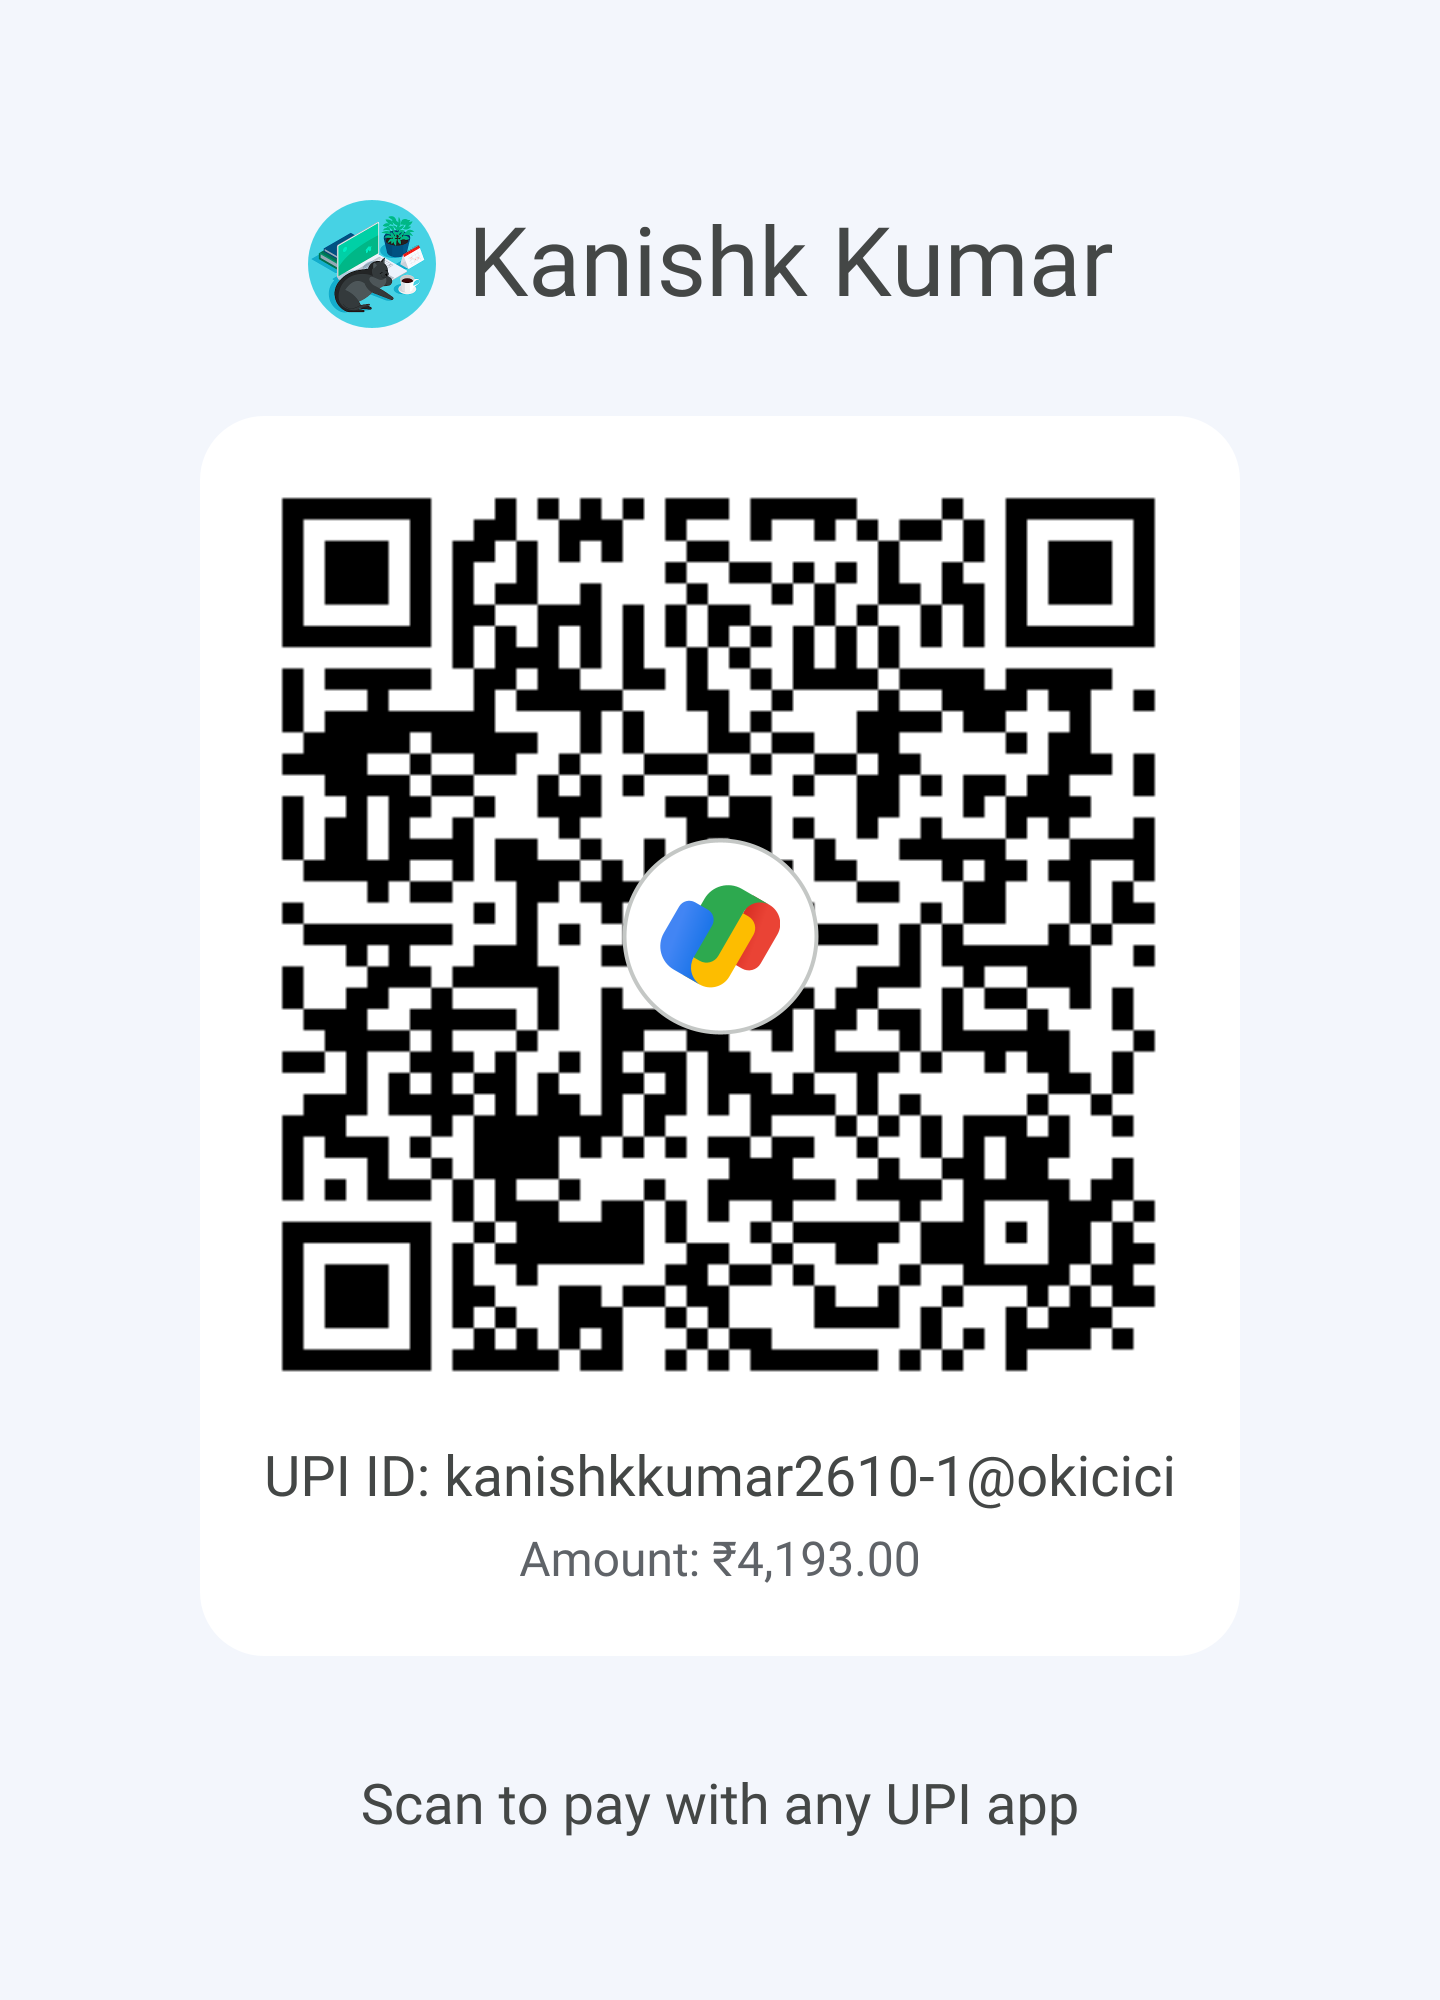 Kanishk Kumar
UPI ID: kanishkkumar2610-1@okicici
Amount: ₹4,193.00
Scan to pay with any UPI app